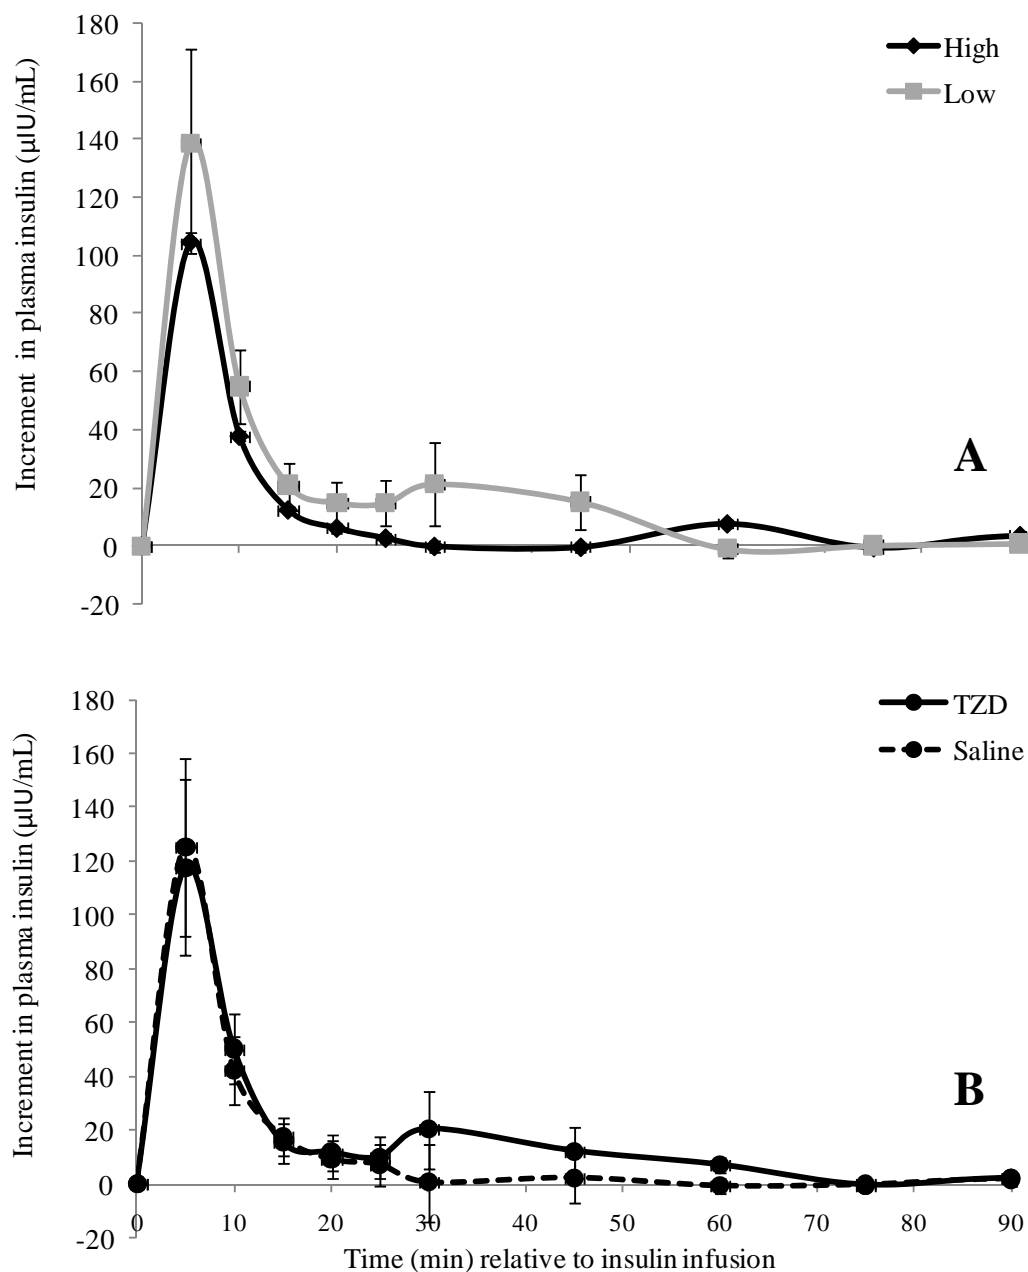 Increment in plasma insulin (µIU/mL)
180
160
140
120
100
80
60
40
20
0
-20
High
Low
A
Increment in plasma insulin (µIU/mL)
180
160
140
120
100
80
60
40
20
0
-20
TZD
Saline
B
0 10 20 30 40 50 60 70 80 90
Time (min) relative to insulin infusion